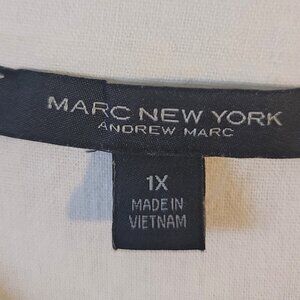 MARC NEW YORK
ANDREW MARC
1X
MADE IN
VIETNAM